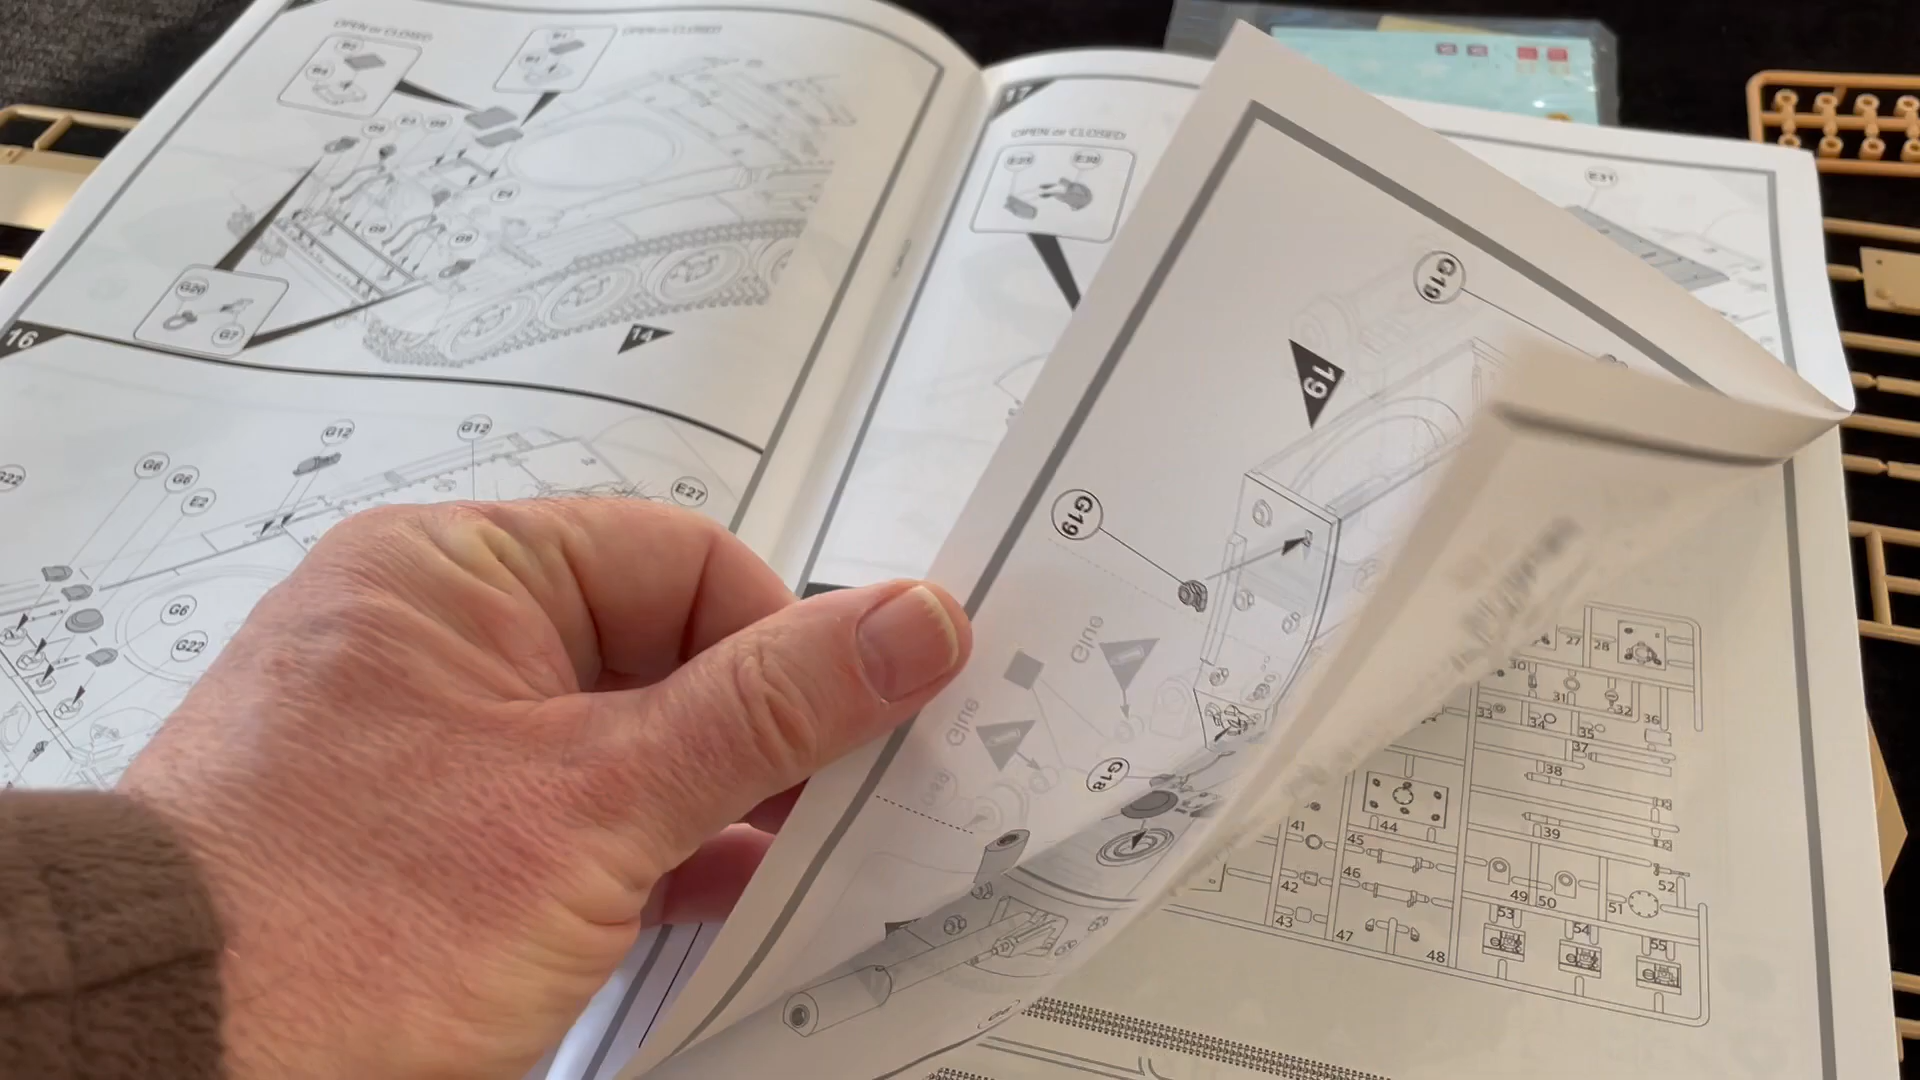 OPEN or CLOSED
B2
B1
OPEN or CLOSED
G20
G7
14
16
G12
G12
G22
G6
G6
E2
E27
G6
G22
17
OPEN or CLOSED
E31
G19
19
G19
Glue
Glue
G18
27
28
30
31
32
36
33
34
35
37
38
39
41
44
45
42
46
43
47
48
49
50
51
52
53
54
55